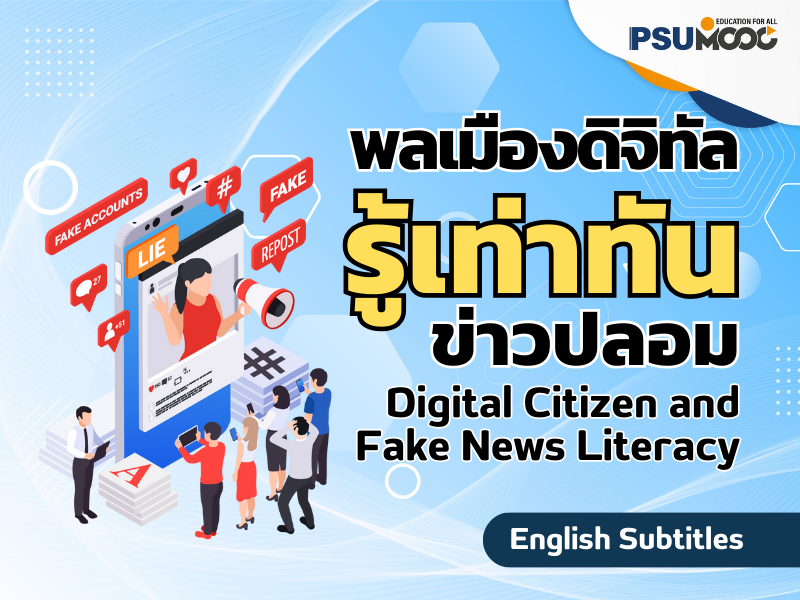 EDUCATION FOR ALL
PSUMOOC
พลเมืองดิจิทัล
รู้เท่าทัน
ข่าวปลอม
Digital Citizen and
Fake News Literacy
English Subtitles
FAKE ACCOUNTS
#
FAKE
LIE
REPOST
27
+51
#
A